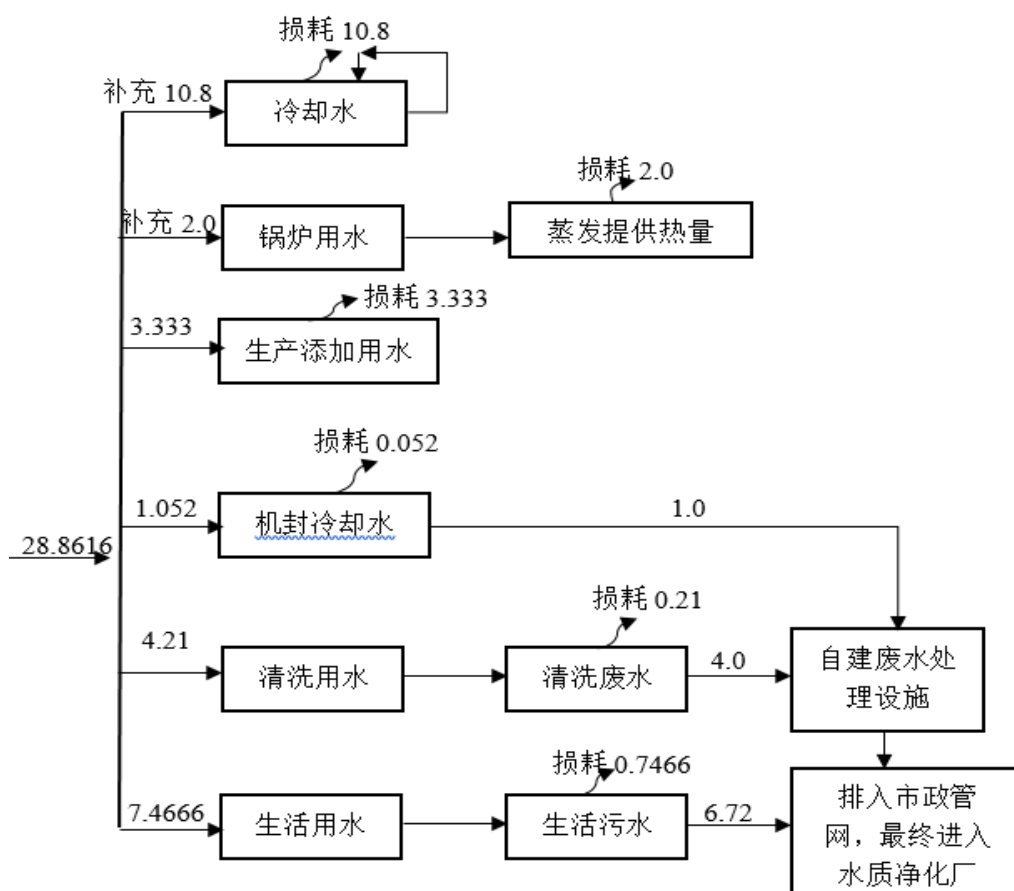 损耗 10.8
补充 10.8
冷却水
损耗 2.0
补充 2.0
锅炉用水
蒸发提供热量
损耗 3.333
3.333
生产添加用水
损耗 0.052
1.052
机封冷却水
1.0
28.8616
损耗 0.21
4.21
清洗用水
清洗废水
4.0
自建废水处
理设施
损耗 0.7466
7.4666
生活用水
生活污水
6.72
排入市政管
网，最终进入
水质净化厂